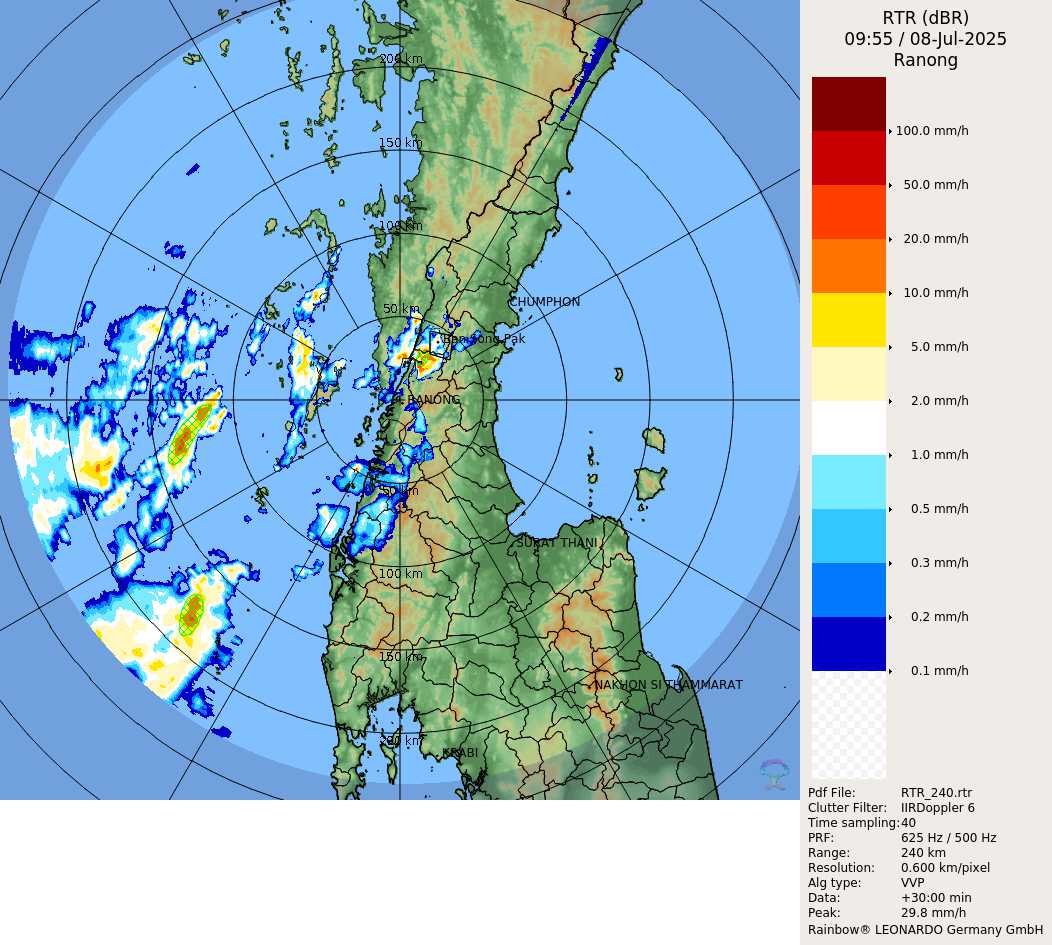 RTR (dBR)
09:55 / 08-Jul-2025
Ranong
100.0 mm/h
50.0 mm/h
20.0 mm/h
10.0 mm/h
5.0 mm/h
2.0 mm/h
1.0 mm/h
0.5 mm/h
0.3 mm/h
0.2 mm/h
0.1 mm/h
Pdf File: RTR_240.rtr
Clutter Filter: IIRDoppler 6
Time sampling: 40
PRF: 625 Hz / 500 Hz
Range: 240 km
Resolution: 0.600 km/pixel
Alg type: VVP
Data: +30:00 min
Peak: 29.8 mm/h
Rainbow® LEONARDO Germany GmbH
200 km
150 km
100 km
50 km
CHUMPHON
Pak
RANONG
50 km
SURAT THANI
100 km
150 km
NAKHON SI THAMMARAT
200 km
KRABI